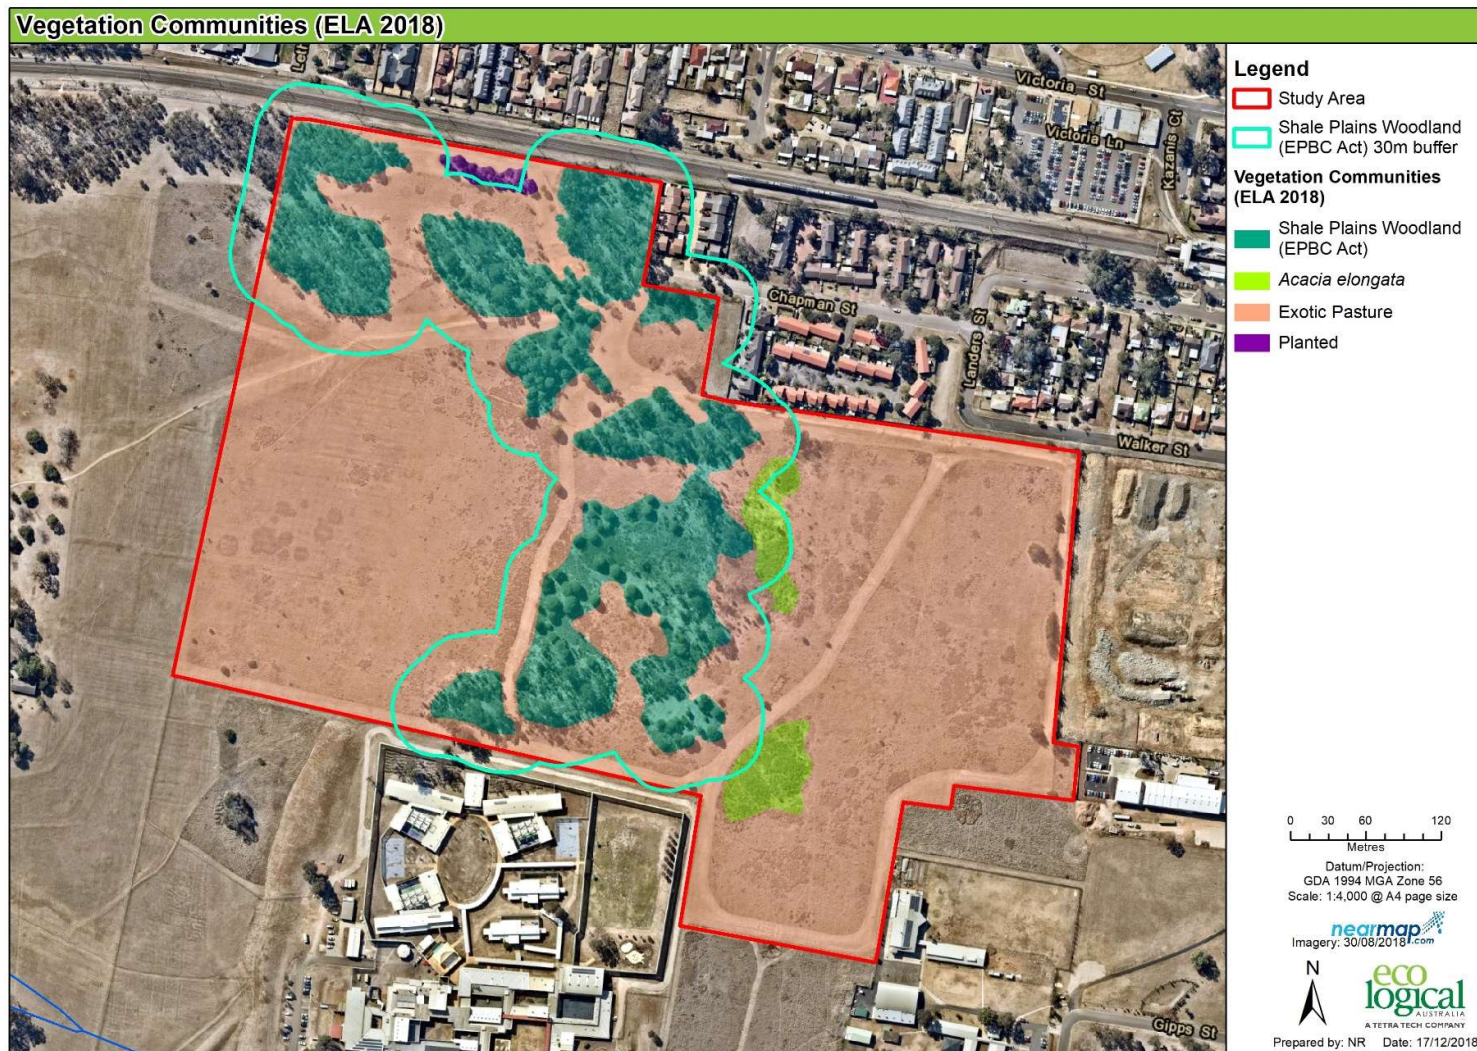 Vegetation Communities (ELA 2018)
Leth
Victoria St
Victoria Ln
Kazanis Ct
Chapman St
Landers St
Walker St
Gipps St
Legend
Study Area
Shale Plains Woodland
(EPBC Act) 30m buffer
Vegetation Communities
(ELA 2018)
Shale Plains Woodland
(EPBC Act)
Acacia elongata
Exotic Pasture
Planted
0 30 60 120
Metres
Datum/Projection:
GDA 1994 MGA Zone 56
Scale: 1:4,000 @ A4 page size
nearmap.com
Imagery: 30/08/2018
N
eco
logical
AUSTRALIA
A TETRA TECH COMPANY
Prepared by: NR Date: 17/12/2018